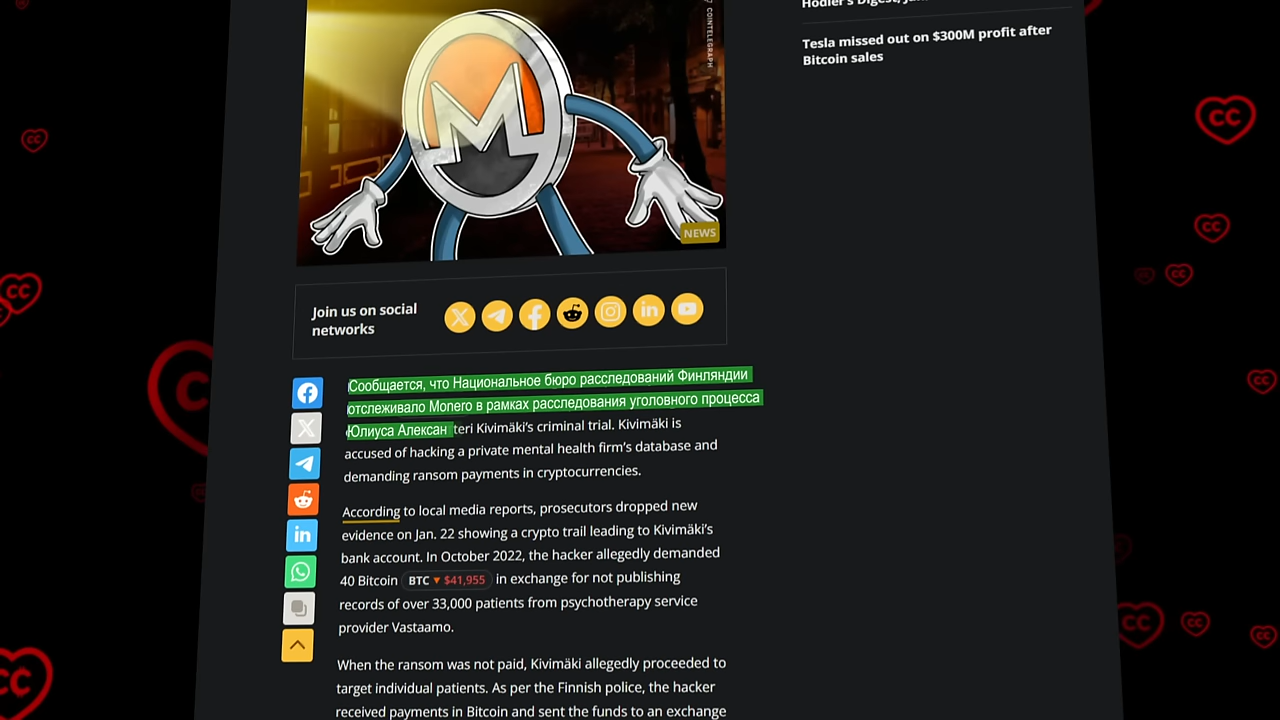 COINTELEGRAPH
NEWS
Tesla missed out on $300M profit after
Bitcoin sales
Join us on social
networks
Сообщается, что Национальное бюро расследований Финляндии
отслеживало Monero в рамках расследования уголовного процесса
Юлиуса Алексан teri Kivimäki's criminal trial. Kivimäki is
accused of hacking a private mental health firm's database and
demanding ransom payments in cryptocurrencies.
According to local media reports, prosecutors dropped new
evidence on Jan. 22 showing a crypto trail leading to Kivimäki's
bank account. In October 2022, the hacker allegedly demanded
40 Bitcoin BTC ▼ $41,955 in exchange for not publishing
records of over 33,000 patients from psychotherapy service
provider Vastaamo.
When the ransom was not paid, Kivimäki allegedly proceeded to
target individual patients. As per the Finnish police, the hacker
received payments in Bitcoin and sent the funds to an exchange